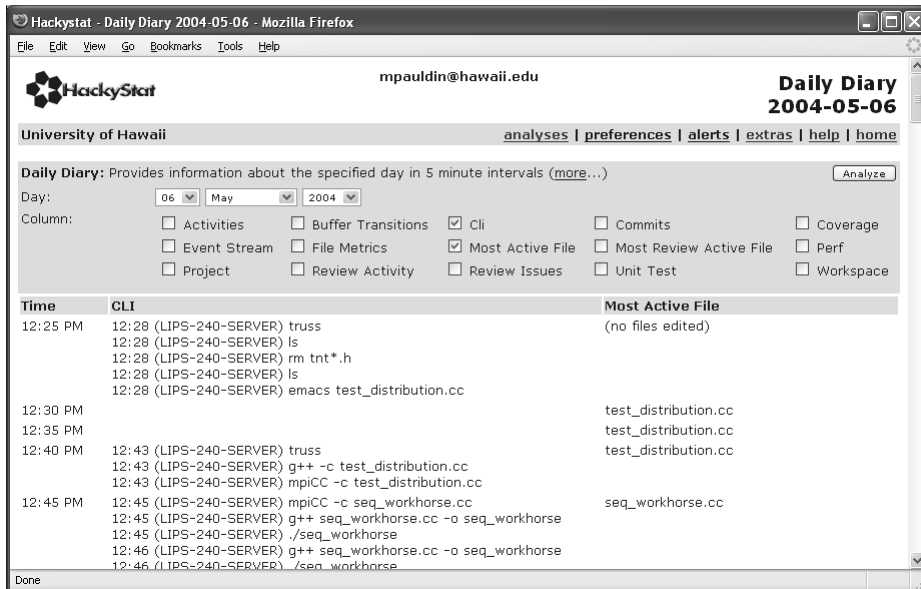 Hackystat - Daily Diary 2004-05-06 - Mozilla Firefox
File Edit View Go Bookmarks Tools Help
HackyStat
mpauldin@hawaii.edu
Daily Diary
2004-05-06
University of Hawaii
analyses | preferences | alerts | extras | help | home
Daily Diary: Provides information about the specified day in 5 minute intervals (more...) Analyze
Day: 06 May 2004
Column: Activities Buffer Transitions Cli Commits Coverage
Event Stream File Metrics Most Active File Most Review Active File Perf
Project Review Activity Review Issues Unit Test Workspace
Time CLI Most Active File
12:25 PM 12:28 (LIPS-240-SERVER) truss (no files edited)
12:28 (LIPS-240-SERVER) ls
12:28 (LIPS-240-SERVER) rm tnt*.h
12:28 (LIPS-240-SERVER) ls
12:28 (LIPS-240-SERVER) emacs test_distribution.cc
12:30 PM test_distribution.cc
12:35 PM test_distribution.cc
12:40 PM 12:43 (LIPS-240-SERVER) truss test_distribution.cc
12:43 (LIPS-240-SERVER) g++ -c test_distribution.cc
12:43 (LIPS-240-SERVER) mpiCC -c test_distribution.cc
12:45 PM 12:45 (LIPS-240-SERVER) mpiCC -c seq_workhorse.cc seq_workhorse.cc
12:45 (LIPS-240-SERVER) g++ seq_workhorse.cc -o seq_workhorse
12:45 (LIPS-240-SERVER) ./seq_workhorse
12:46 (LIPS-240-SERVER) g++ seq_workhorse.cc -o seq_workhorse
12:46 (LIPS-240-SERVER) ./seq_workhorse
Done